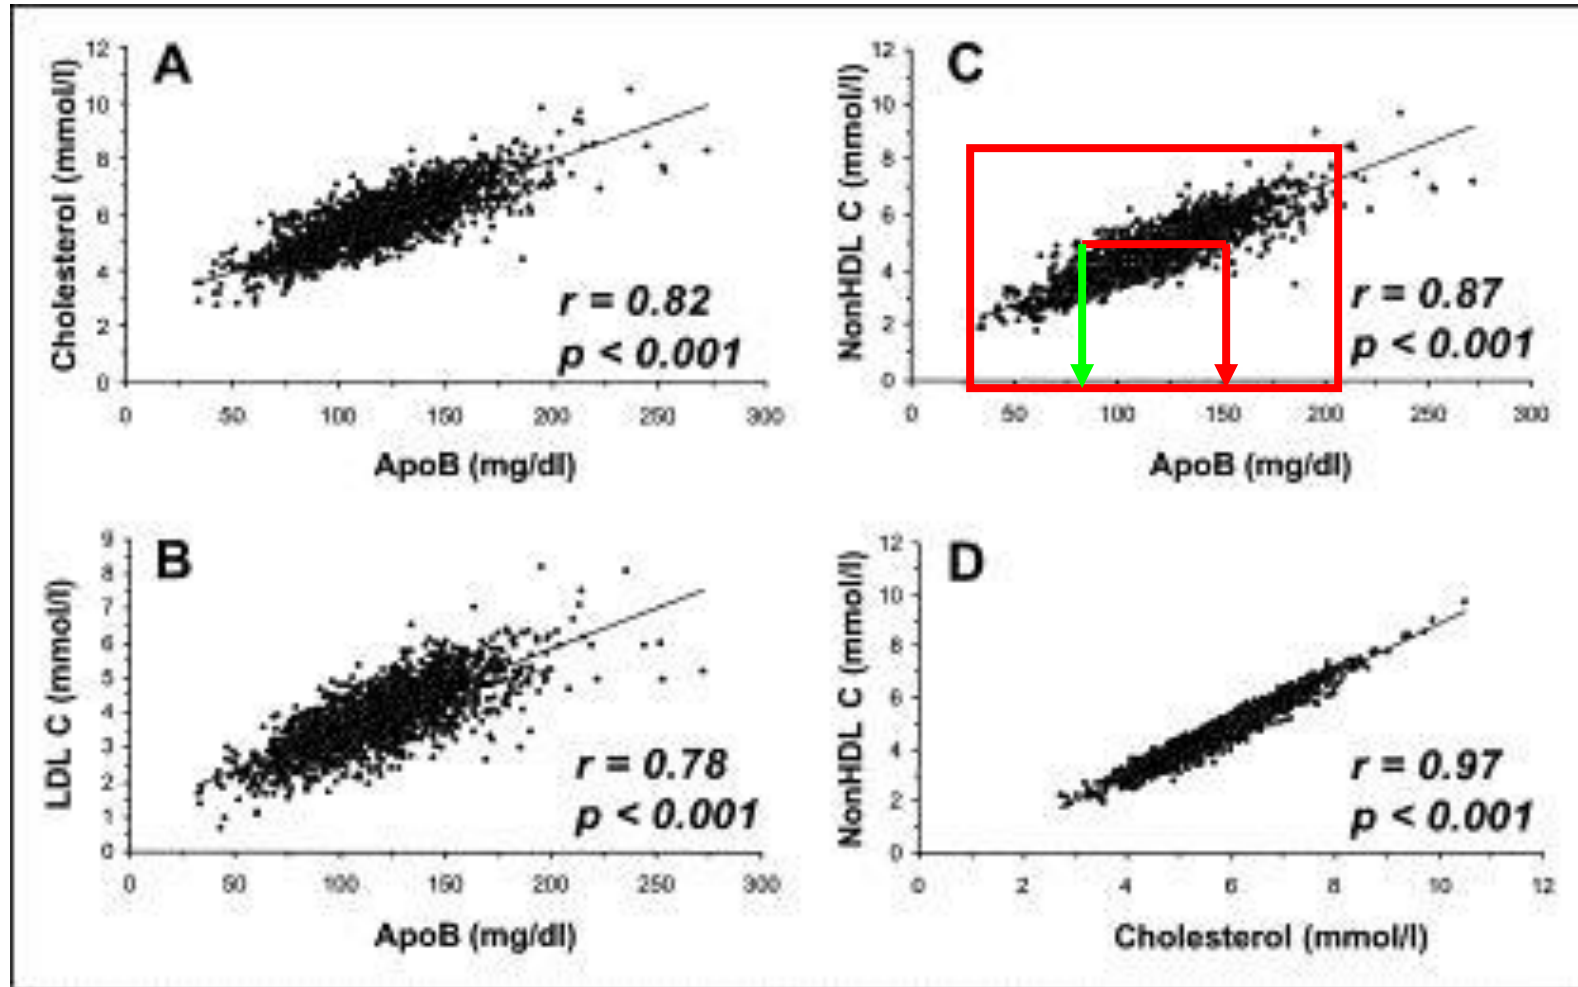 A
Cholesterol (mmol/l)
12
10
8
6
4
2
0
r = 0.82
p < 0.001
0 50 100 150 200 250 300
ApoB (mg/dl)
C
NonHDL C (mmol/l)
12
10
8
6
4
2
0
r = 0.87
p < 0.001
0 50 100 150 200 250 300
ApoB (mg/dl)
B
LDL C (mmol/l)
9
8
7
6
5
4
3
2
1
0
r = 0.78
p < 0.001
0 50 100 150 200 250 300
ApoB (mg/dl)
D
NonHDL C (mmol/l)
12
10
8
6
4
2
0
r = 0.97
p < 0.001
0 2 4 6 8 10 12
Cholesterol (mmol/l)